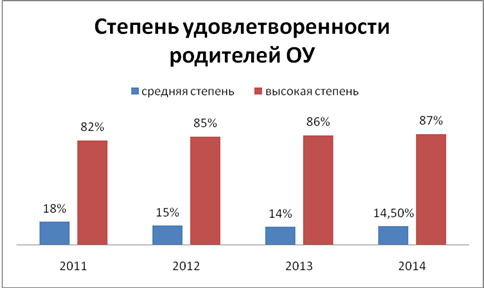 Степень удовлетворенности
родителей ОУ
средняя степень высокая степень
82% 85% 86% 87%
18% 15% 14% 14,50%
2011 2012 2013 2014